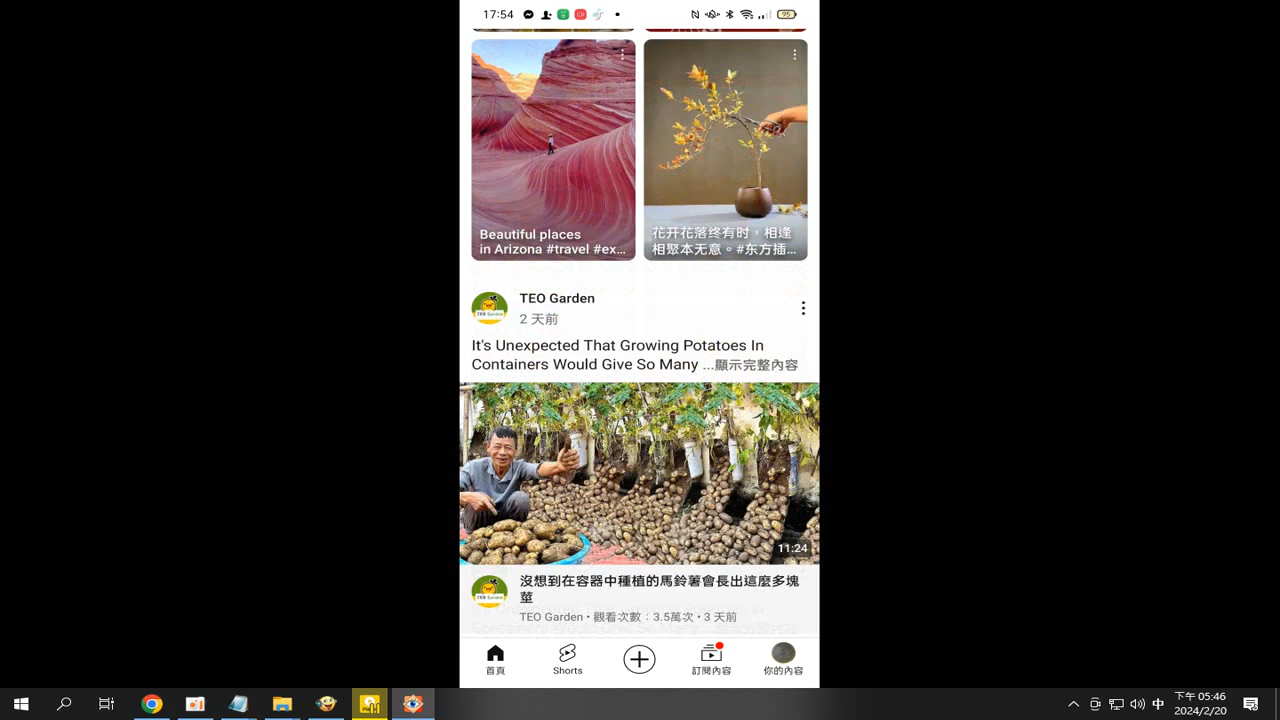 17:54
95
Beautiful places
in Arizona #travel #ex...
花开花落终有时，相逢
相聚本无意。#东方插...
TEO Garden
2 天前
It's Unexpected That Growing Potatoes In
Containers Would Give So Many ...顯示完整內容
11:24
沒想到在容器中種植的馬鈴薯會長出這麼多塊
莖
TEO Garden • 觀看次數：3.5萬次 • 3 天前
首頁
Shorts
訂閱內容
你的內容
中
下午 05:46
2024/2/20